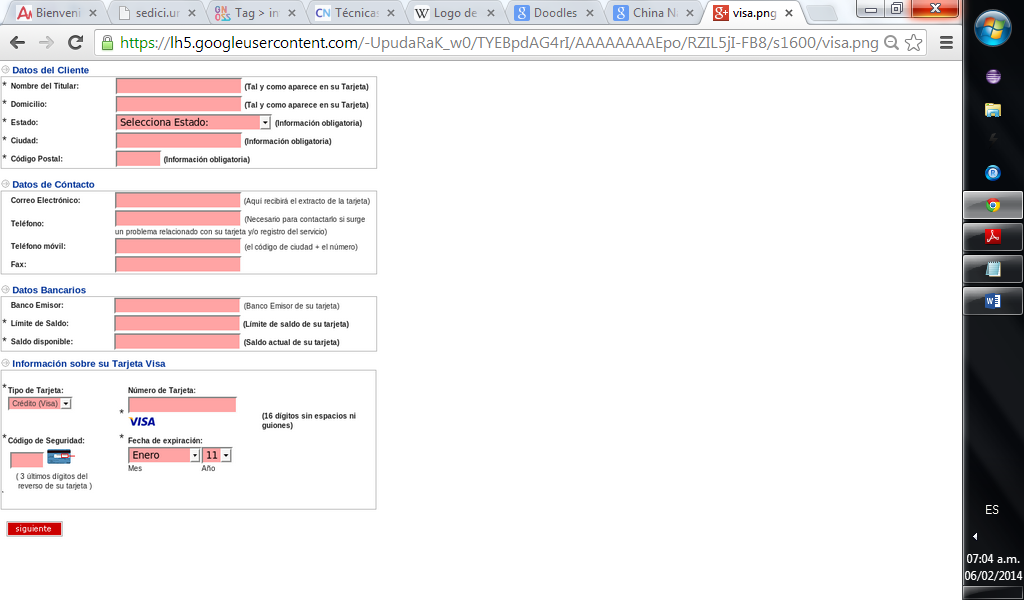 Bienveni
sedici.ur
Tag > in
Técnicas
Logo de
Doodles
China Na
visa.png
https://lh5.googleusercontent.com/-UpudaRaK_w0/TYEBpdAG4rI/AAAAAAAAEpo/RZIL5jI-FB8/s1600/visa.png
Datos del Cliente
* Nombre del Titular: (Tal y como aparece en su Tarjeta)
* Domicilio: (Tal y como aparece en su Tarjeta)
* Estado: Selecciona Estado: (Información obligatoria)
* Ciudad: (Información obligatoria)
* Código Postal: (Información obligatoria)
Datos de Cóntacto
Correo Electrónico: (Aquí recibirá el extracto de la tarjeta)
Teléfono: (Necesario para contactarlo si surge
un problema relacionado con su tarjeta y/o registro del servicio)
Teléfono móvil: (el código de ciudad + el número)
Fax:
Datos Bancarios
Banco Emisor: (Banco Emisor de su tarjeta)
* Límite de Saldo: (Límite de saldo de su tarjeta)
* Saldo disponible: (Saldo actual de su tarjeta)
Información sobre su Tarjeta Visa
* Tipo de Tarjeta: Número de Tarjeta:
Crédito (Visa)
* VISA (16 dígitos sin espacios ni
guiones)
* Código de Seguridad: * Fecha de expiración:
Enero 11
Mes Año
( 3 últimos dígitos del
reverso de su tarjeta )
siguiente
ES
07:04 a.m.
06/02/2014